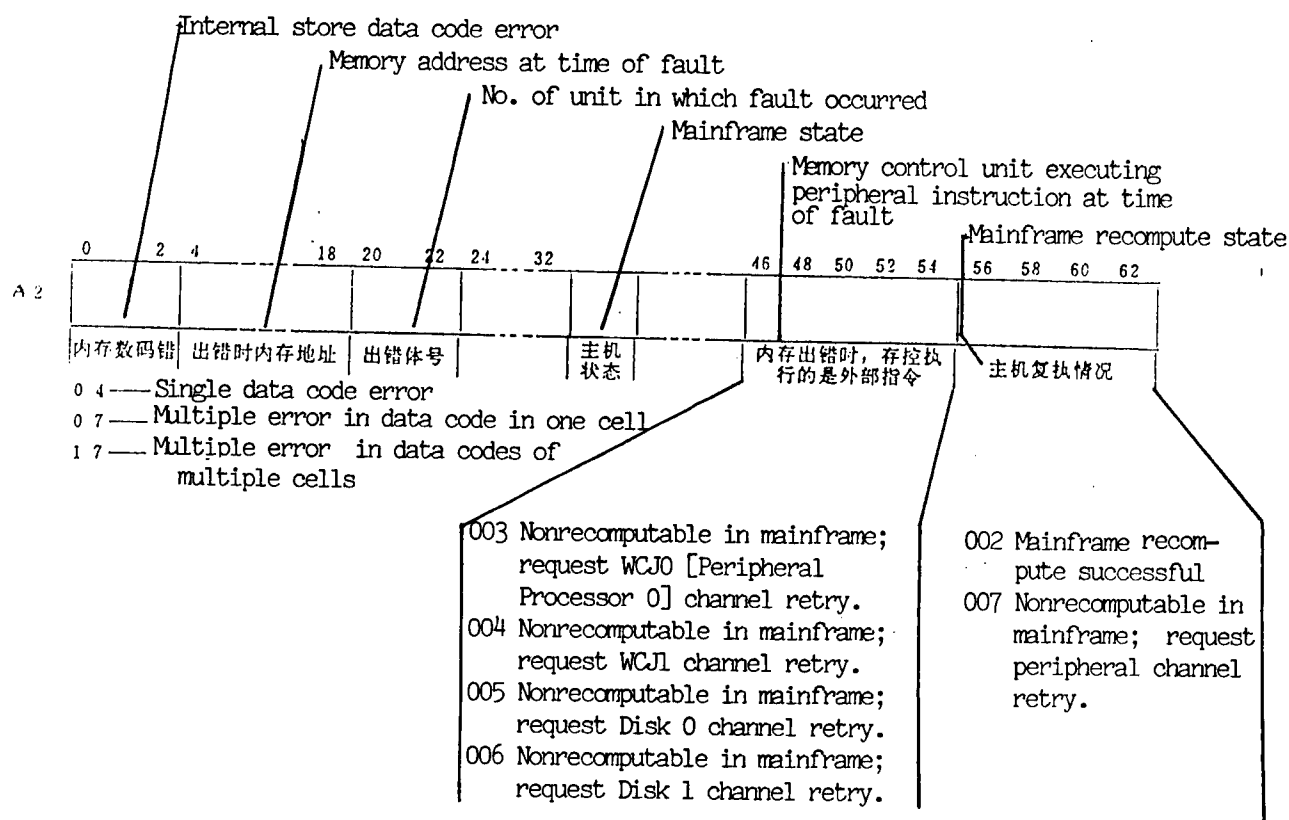 Internal store data code error
Memory address at time of fault
No. of unit in which fault occurred
Mainframe state
Memory control unit executing
peripheral instruction at time
of fault
Mainframe recompute state
0 2 4 18 20 22 24 32 46 48 50 52 54 56 58 60 62
A2
内存数码错 出错时内存地址 出错体号 主机 内存出错时，存控执 主机复执情况
状态 行的是外部指令
04——Single data code error
07——Multiple error in data code in one cell
17——Multiple error in data codes of
multiple cells
003 Nonrecomputable in mainframe;
request WCJ0 [Peripheral
Processor 0] channel retry.
004 Nonrecomputable in mainframe;
request WCJ1 channel retry.
005 Nonrecomputable in mainframe;
request Disk 0 channel retry.
006 Nonrecomputable in mainframe;
request Disk 1 channel retry.
002 Mainframe recom-
pute successful
007 Nonrecomputable in
mainframe; request
peripheral channel
retry.